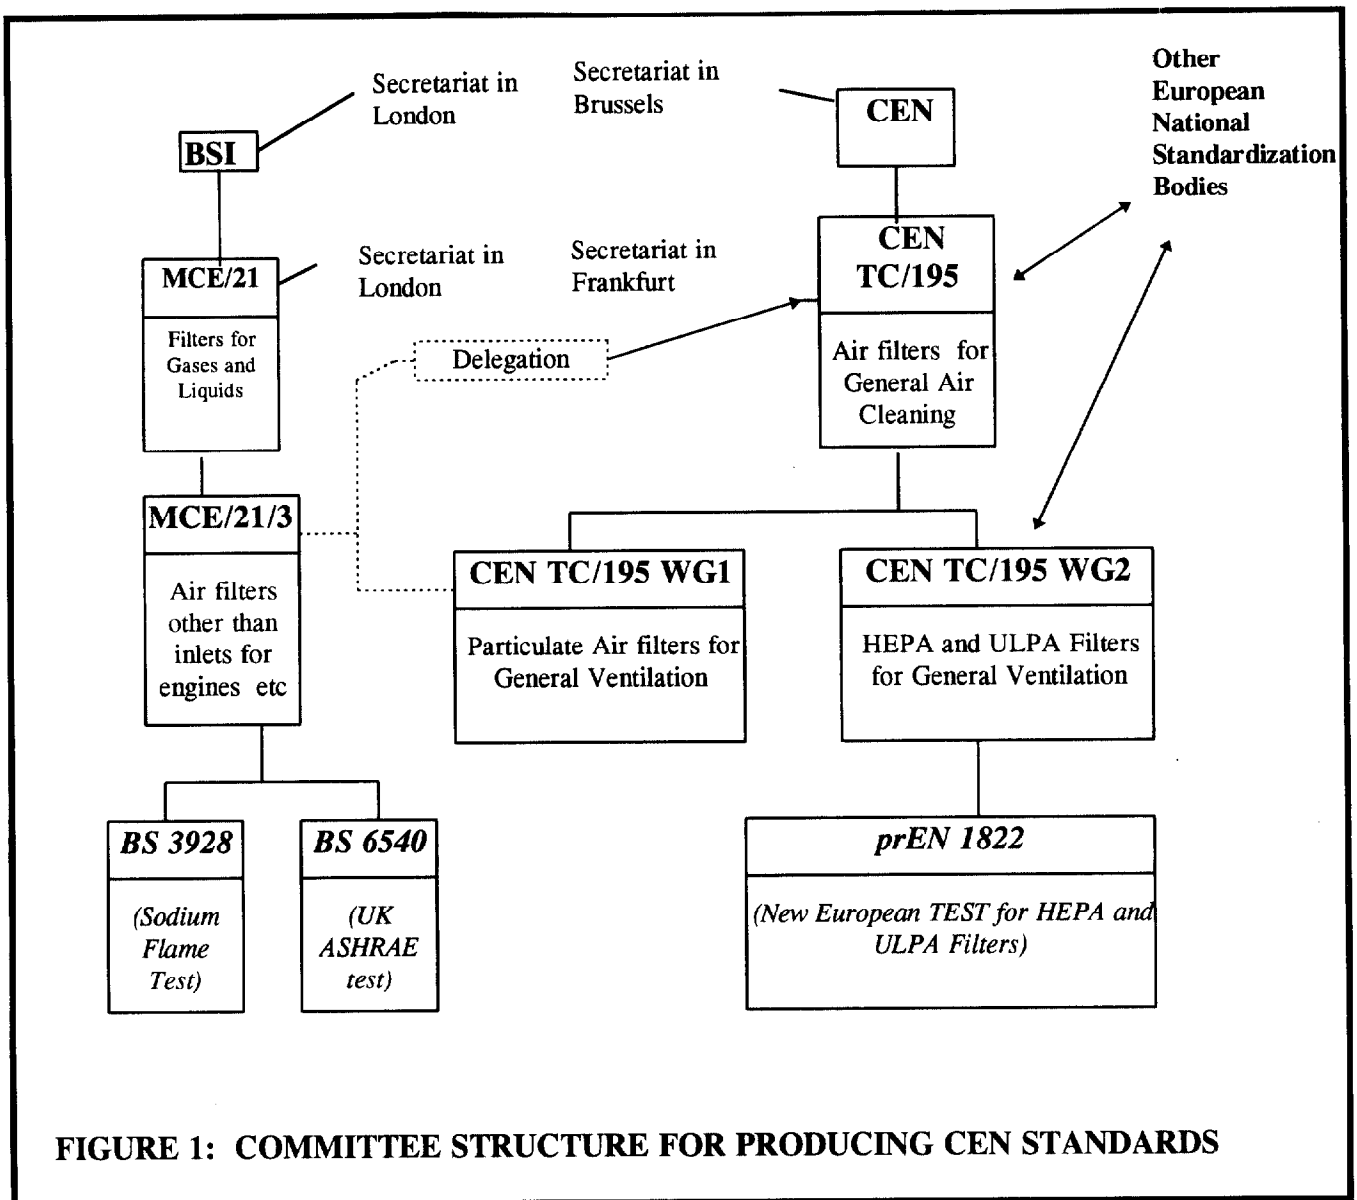 Secretariat in
London
Secretariat in
Brussels
CEN
Other
European
National
Standardization
Bodies
BSI
MCE/21
Filters for
Gases and
Liquids
Secretariat in
London
Secretariat in
Frankfurt
CEN
TC/195
Air filters for
General Air
Cleaning
Delegation
MCE/21/3
Air filters
other than
inlets for
engines etc
CEN TC/195 WG1
Particulate Air filters for
General Ventilation
CEN TC/195 WG2
HEPA and ULPA Filters
for General Ventilation
BS 3928
(Sodium
Flame
Test)
BS 6540
(UK
ASHRAE
test)
prEN 1822
(New European TEST for HEPA and
ULPA Filters)
FIGURE 1: COMMITTEE STRUCTURE FOR PRODUCING CEN STANDARDS